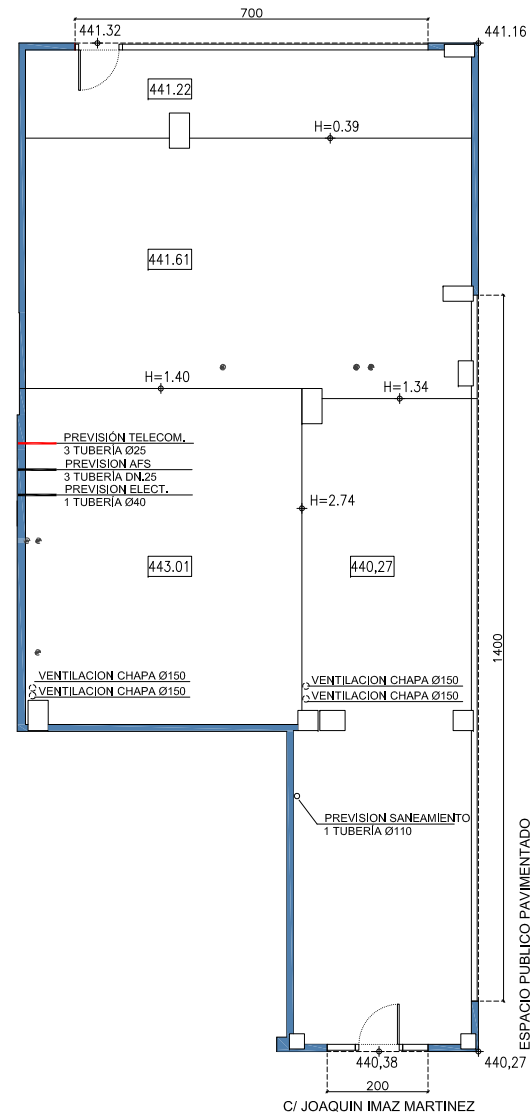 700
441.32
441.16
441.22
H=0.39
441.61
H=1.40
H=1.34
PREVISIÓN TELECOM.
3 TUBERÍA Ø25
PREVISION AFS
3 TUBERÍA DN.25
PREVISION ELECT.
1 TUBERÍA Ø40
H=2.74
443.01
440,27
1400
VENTILACION CHAPA Ø150
VENTILACION CHAPA Ø150
VENTILACION CHAPA Ø150
VENTILACION CHAPA Ø150
PREVISION SANEAMIENTO
1 TUBERÍA Ø110
ESPACIO PUBLICO PAVIMENTADO
440,38
440,27
200
C/ JOAQUIN IMAZ MARTINEZ